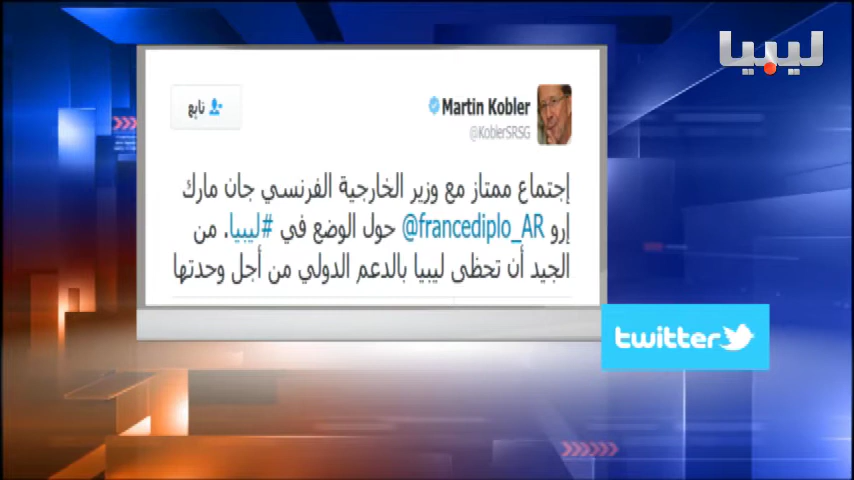 ليبيا
Martin Kobler
@KoblerSRSG
تابع
إجتماع ممتاز مع وزير الخارجية الفرنسي جان مارك
إرو @francediplo_AR حول الوضع في #ليبيا. من
الجيد أن تحظى ليبيا بالدعم الدولي من أجل وحدتها
twitter